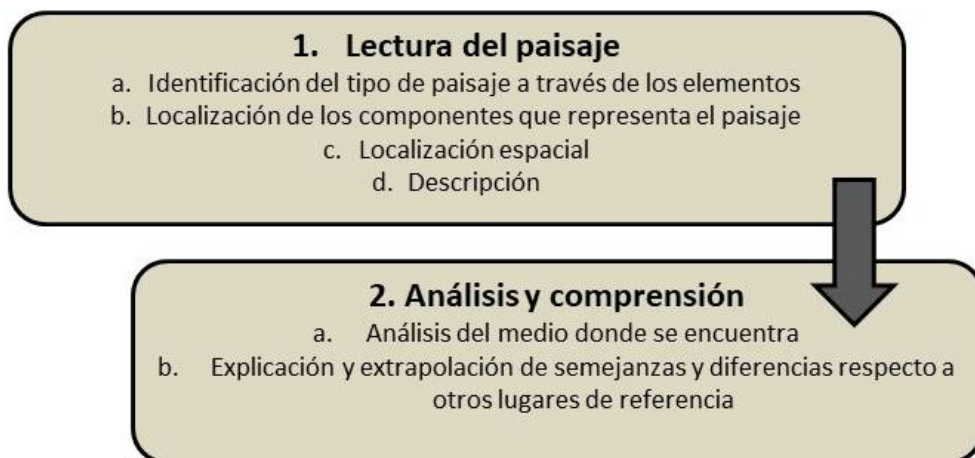 1. Lectura del paisaje
a. Identificación del tipo de paisaje a través de los elementos
b. Localización de los componentes que representa el paisaje
c. Localización espacial
d. Descripción
2. Análisis y comprensión
a. Análisis del medio donde se encuentra
b. Explicación y extrapolación de semejanzas y diferencias respecto a
otros lugares de referencia